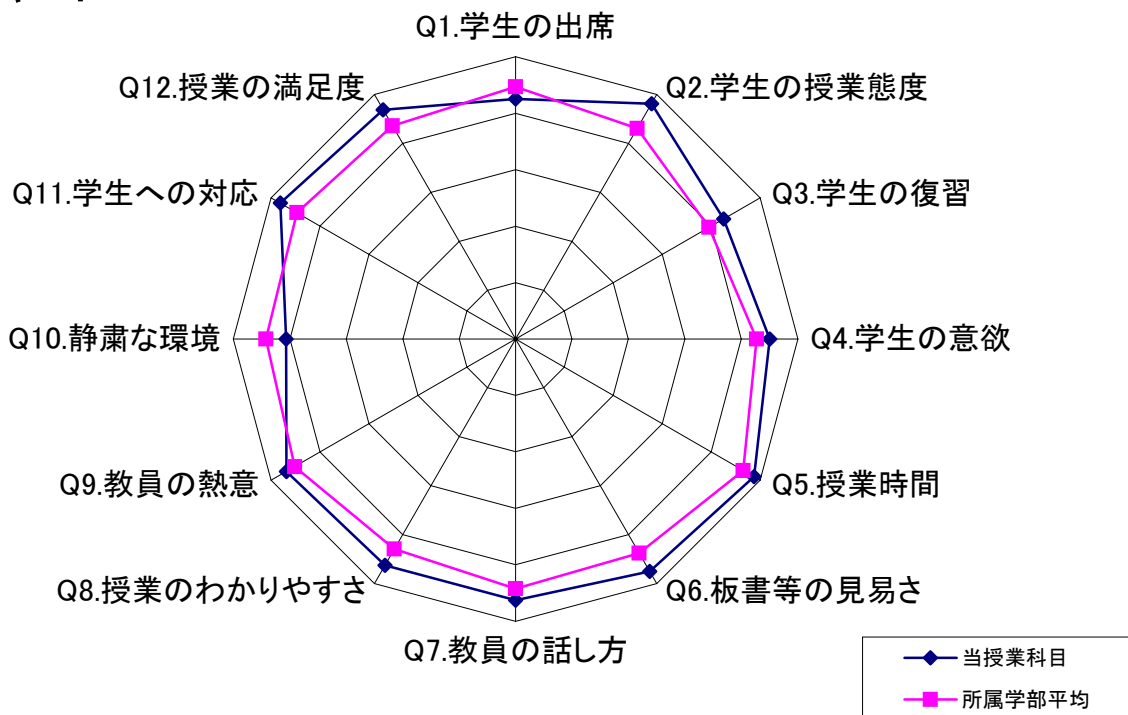 Q1.学生の出席
Q2.学生の授業態度
Q3.学生の復習
Q4.学生の意欲
Q5.授業時間
Q6.板書等の見易さ
Q7.教員の話し方
Q8.授業のわかりやすさ
Q9.教員の熱意
Q10.静粛な環境
Q11.学生への対応
Q12.授業の満足度
当授業科目
所属学部平均